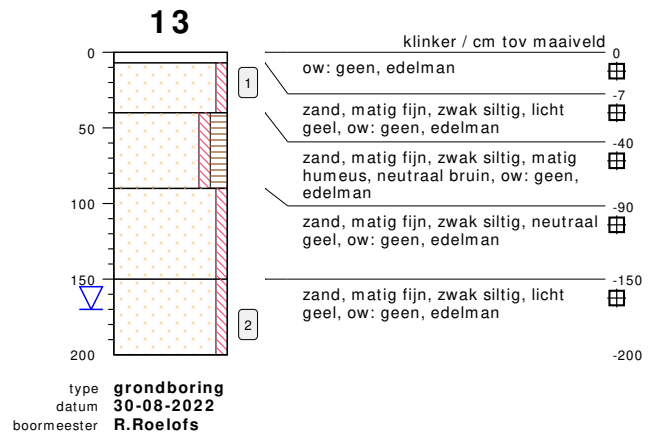 13
klinker / cm tov maaiveld
0
0
ow: geen, edelman
1
-7
zand, matig fijn, zwak siltig, licht
geel, ow: geen, edelman
50
-40
zand, matig fijn, zwak siltig, matig
humeus, neutraal bruin, ow: geen,
edelman
100
-90
zand, matig fijn, zwak siltig, neutraal
geel, ow: geen, edelman
150
-150
zand, matig fijn, zwak siltig, licht
geel, ow: geen, edelman
2
200
-200
type grondboring
datum 30-08-2022
boormeester R.Roelofs